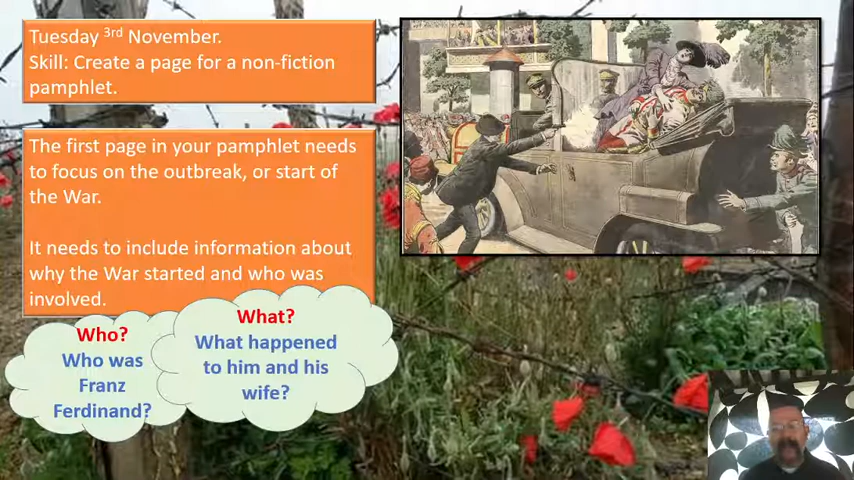 Tuesday 3rd November.
Skill: Create a page for a non-fiction
pamphlet.
The first page in your pamphlet needs
to focus on the outbreak, or start of
the War.
It needs to include information about
why the War started and who was
involved.
Who?
Who was
Franz
Ferdinand?
What?
What happened
to him and his
wife?